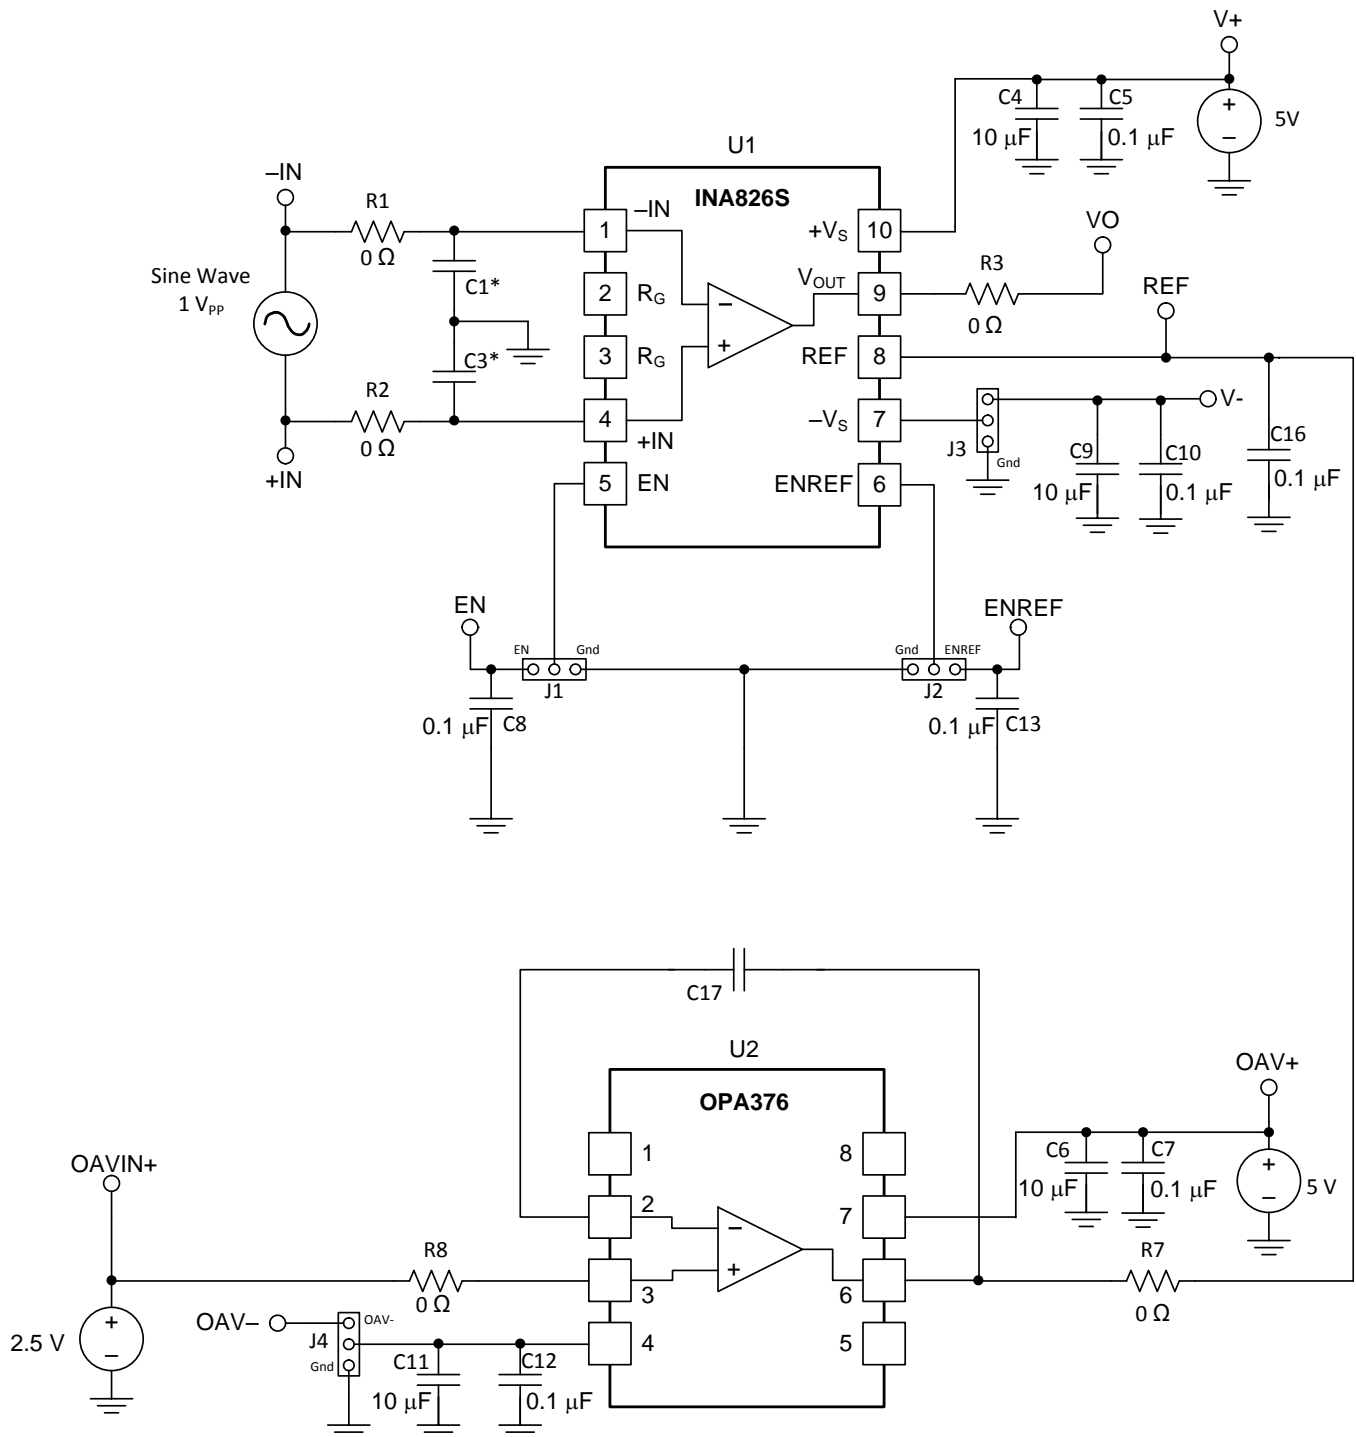 V+
C4
C5
10 μF
0.1 μF
+
−
5V
U1
INA826S
–IN
R1
0 Ω
Sine Wave
1 VPP
C1*
C3*
R2
0 Ω
+IN
1
–IN
2
RG
3
RG
4
+IN
5
EN
−
+
+VS
10
VOUT
9
REF
8
–VS
7
ENREF
6
R3
0 Ω
VO
REF
J3
Gnd
V-
C9
10 μF
C10
0.1 μF
C16
0.1 μF
EN
EN
Gnd
J1
0.1 μF
C8
ENREF
Gnd
ENREF
J2
0.1 μF
C13
C17
U2
OPA376
1
2
3
4
8
7
6
5
−
+
OAV+
C6
C7
10 μF
0.1 μF
+
−
5 V
R7
0 Ω
OAVIN+
R8
0 Ω
2.5 V
+
−
OAV–
OAV-
J4
Gnd
C11
10 μF
C12
0.1 μF